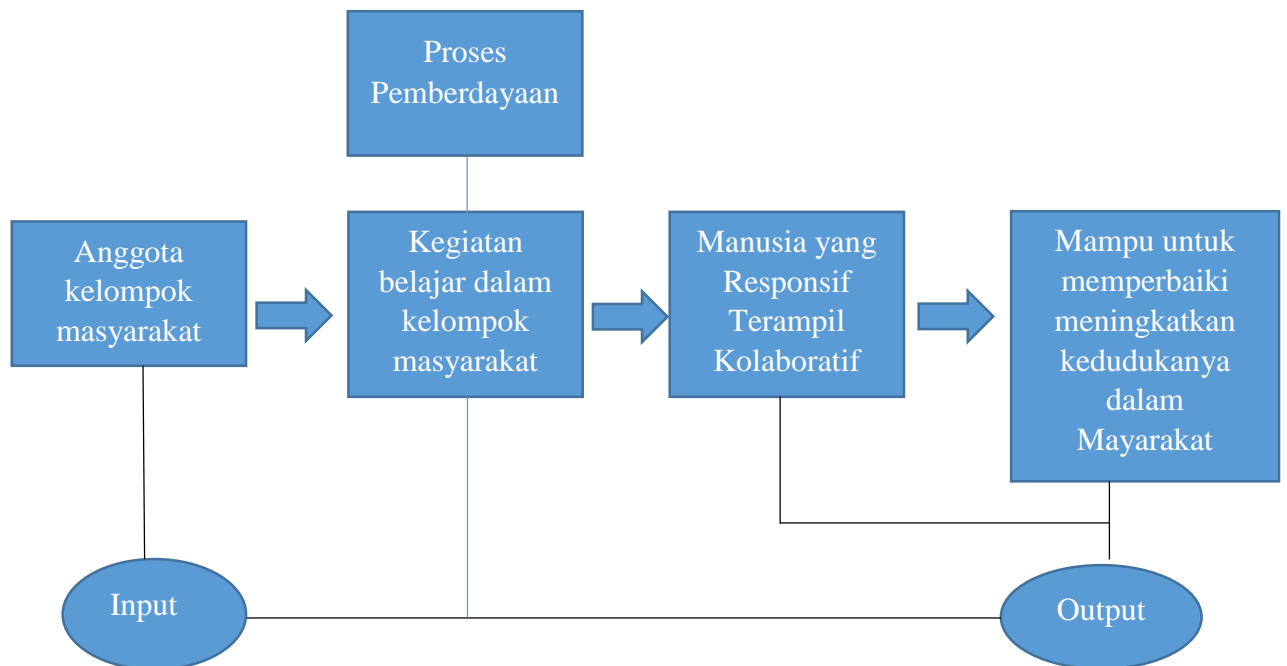 Proses
Pemberdayaan
Anggota
kelompok
masyarakat
Kegiatan
belajar dalam
kelompok
masyarakat
Manusia yang
Responsif
Terampil
Kolaboratif
Mampu untuk
memperbaiki
meningkatkan
kedudukanya
dalam
Mayarakat
Input
Output